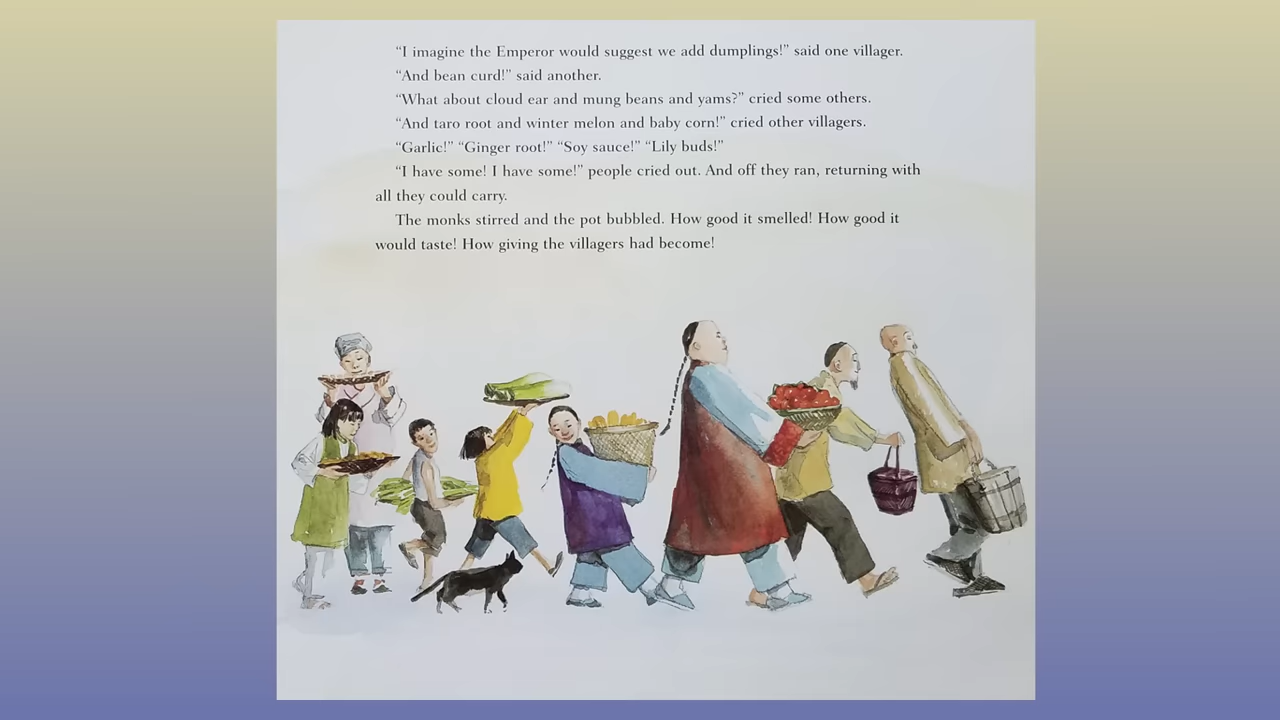 “I imagine the Emperor would suggest we add dumplings!” said one villager.
“And bean curd!” said another.
“What about cloud ear and mung beans and yams?” cried some others.
“And taro root and winter melon and baby corn!” cried other villagers.
“Garlic!” “Ginger root!” “Soy sauce!” “Lily buds!”
“I have some! I have some!” people cried out. And off they ran, returning with
all they could carry.
The monks stirred and the pot bubbled. How good it smelled! How good it
would taste! How giving the villagers had become!